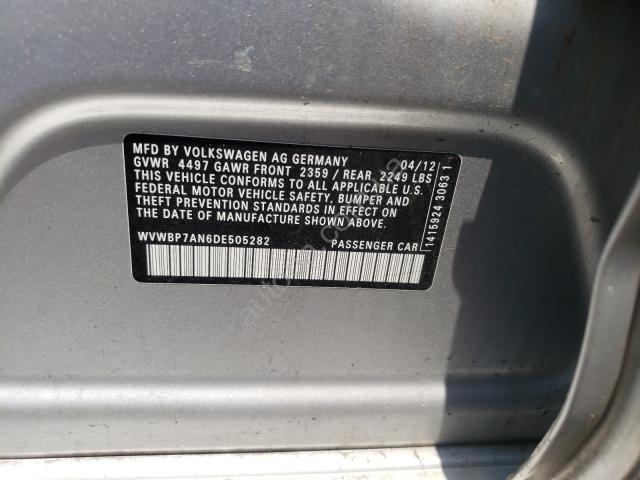 MFD BY VOLKSWAGEN AG GERMANY 04/12
GVWR 4497 GAWR FRONT 2359 / REAR 2249 LBS
THIS VEHICLE CONFORMS TO ALL APPLICABLE U.S.
FEDERAL MOTOR VEHICLE SAFETY, BUMPER AND
THEFT PREVENTION STANDARDS IN EFFECT ON THE
DATE OF MANUFACTURE SHOWN ABOVE.
WVWBP7AN6DE505282 PASSENGER CAR
1415924 30631